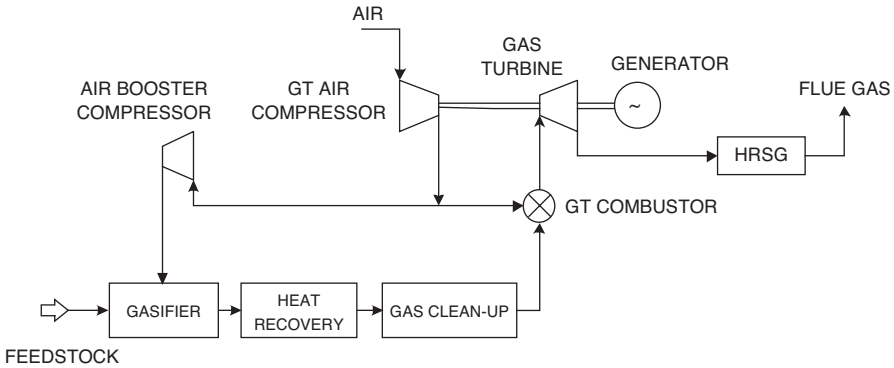 AIR
GAS
TURBINE
GENERATOR
AIR BOOSTER
COMPRESSOR
GT AIR
COMPRESSOR
FLUE GAS
~
HRSG
GT COMBUSTOR
GASIFIER
HEAT
RECOVERY
GAS CLEAN-UP
FEEDSTOCK